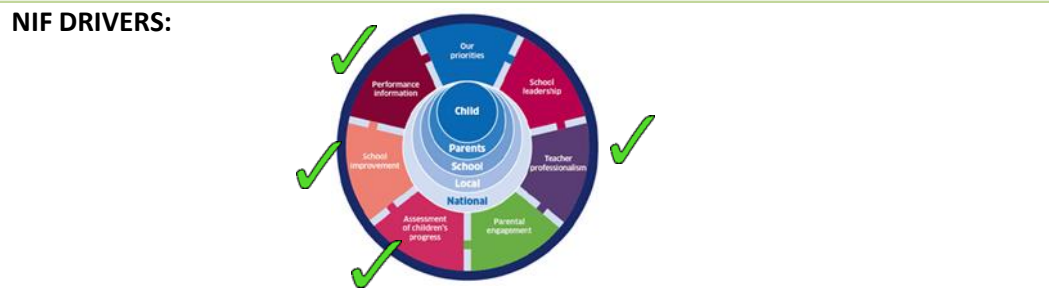 NIF DRIVERS:
Our
priorities
School
leadership
Teacher
professionalism
Parental
engagement
Assessment
of children's
progress
School
improvement
Performance
information
Child
Parents
School
Local
National